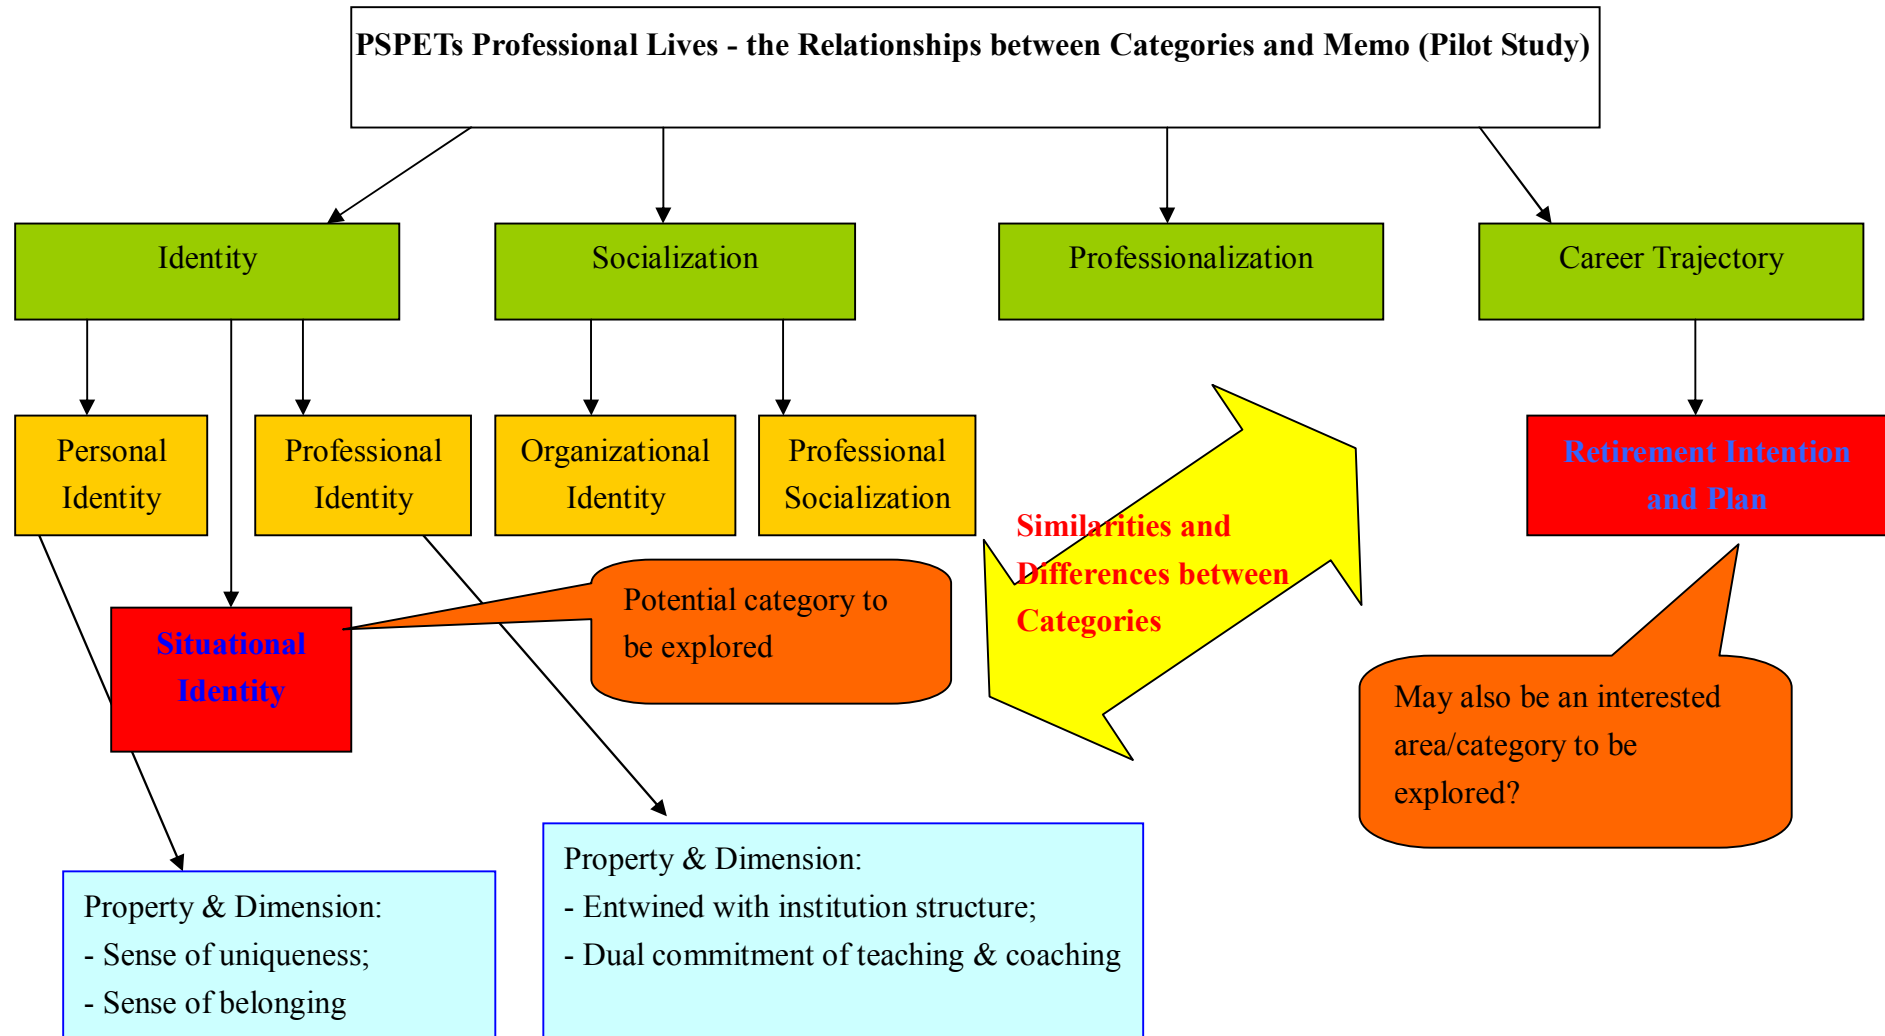 PSPETs Professional Lives - the Relationships between Categories and Memo (Pilot Study)
Identity
Socialization
Professionalization
Career Trajectory
Personal
Identity
Professional
Identity
Organizational
Identity
Professional
Socialization
Retirement Intention
and Plan
Similarities and
Differences between
Categories
Situational
Identity
Potential category to
be explored
May also be an interested
area/category to be
explored?
Property & Dimension:
- Sense of uniqueness;
- Sense of belonging
Property & Dimension:
- Entwined with institution structure;
- Dual commitment of teaching & coaching